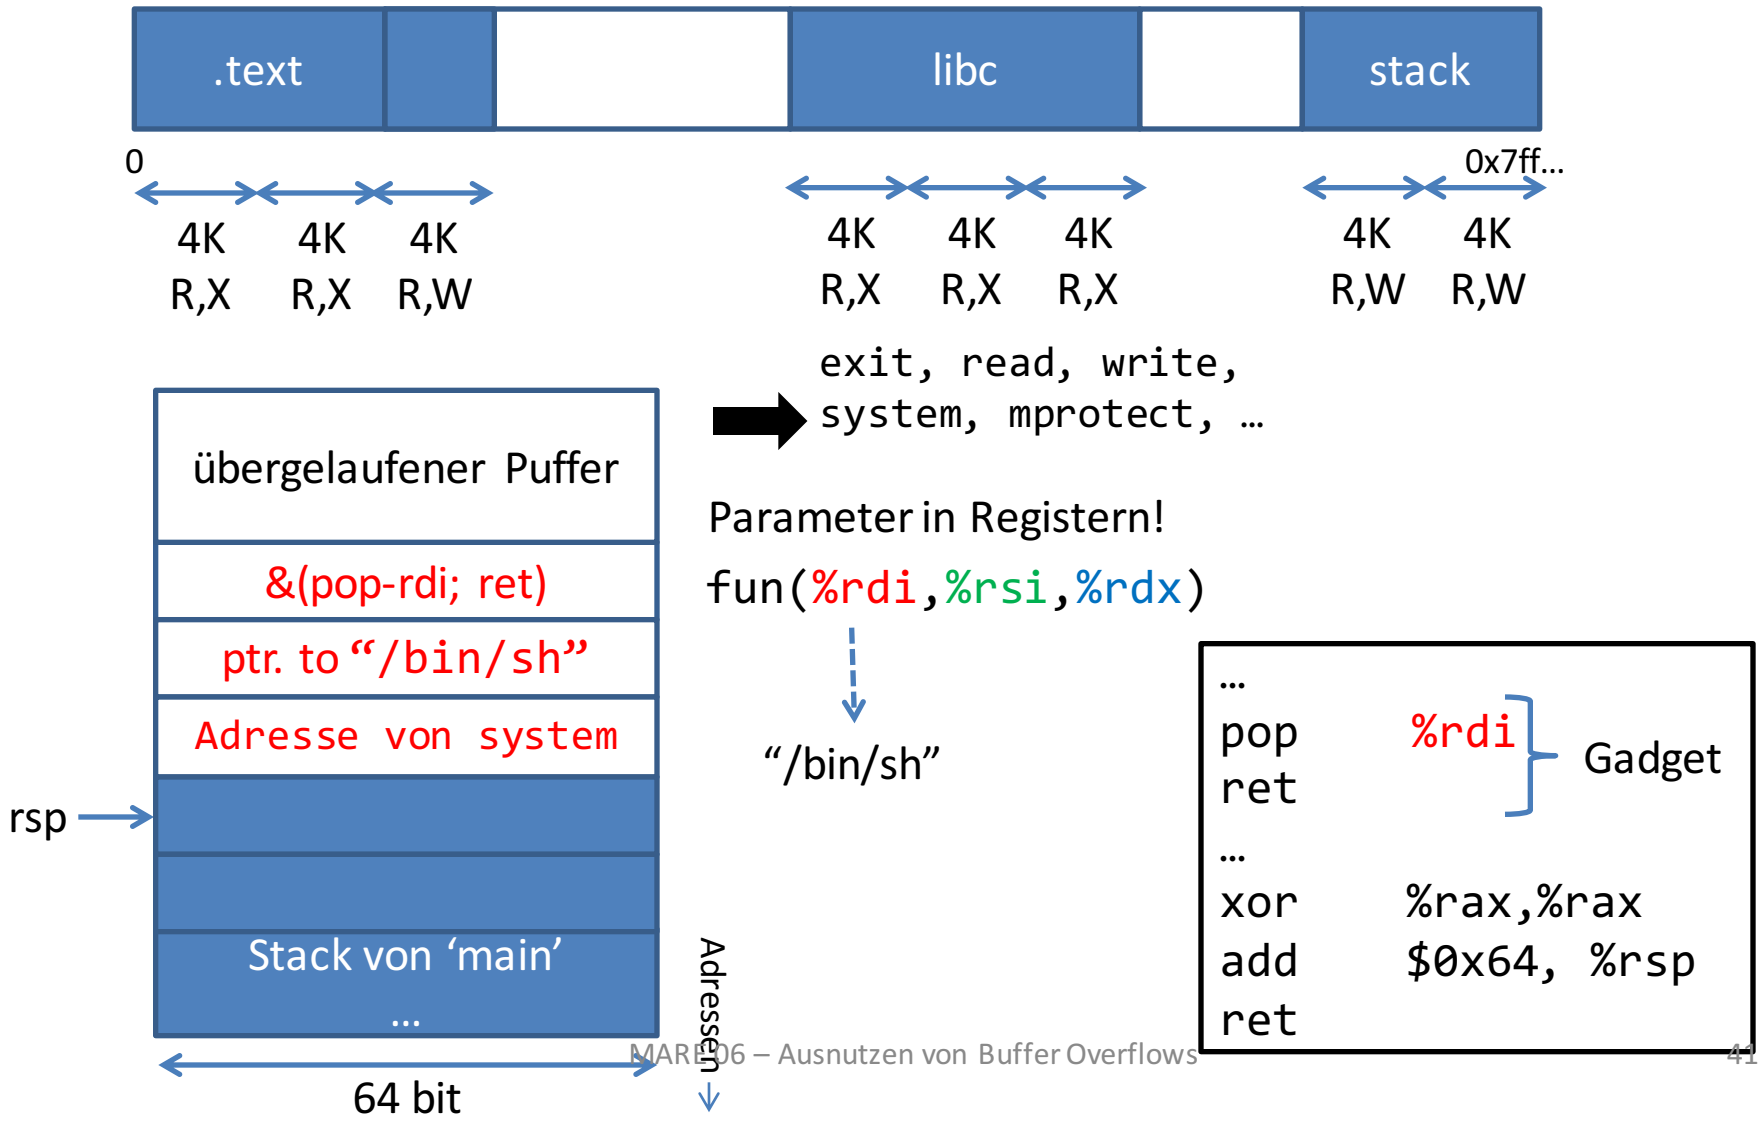 .text
libc
stack
0
0x7ff...
4K 4K 4K
R,X R,X R,W
4K 4K 4K
R,X R,X R,X
4K 4K
R,W R,W
exit, read, write,
system, mprotect, …
übergelaufener Puffer
&(pop-rdi; ret)
ptr. to “/bin/sh”
Adresse von system
rsp
Stack von ‘main’
...
64 bit
Adressen
Parameter in Registern!
fun(%rdi,%rsi,%rdx)
“/bin/sh”
…
pop %rdi
ret
Gadget
…
xor %rax,%rax
add $0x64, %rsp
ret
MARE 06 – Ausnutzen von Buffer Overflows
41